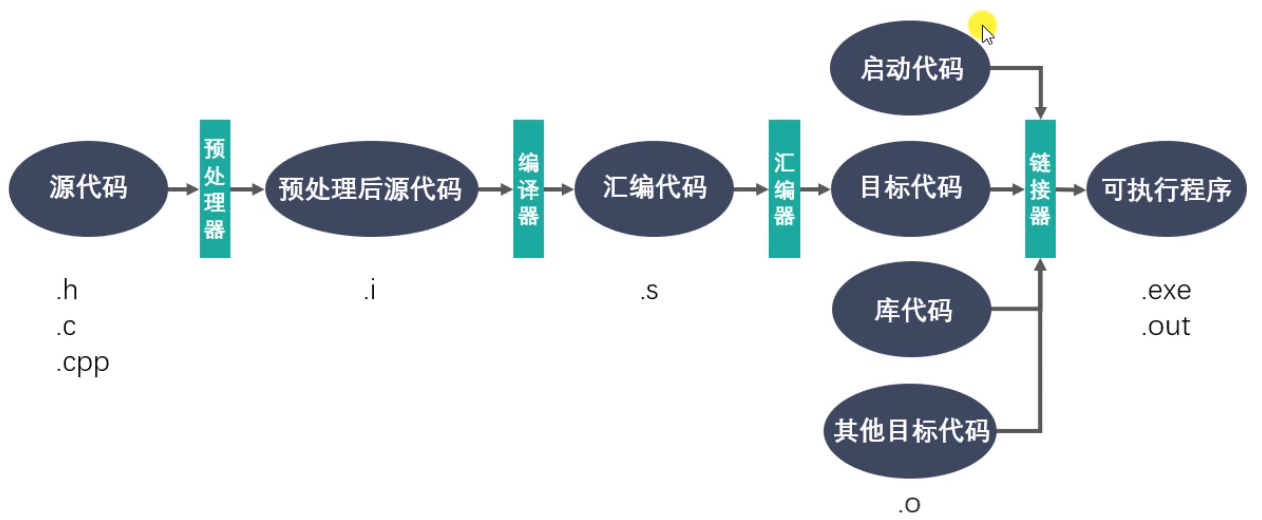 启动代码
源代码
预处理器
预处理后源代码
编译器
汇编代码
汇编器
目标代码
链接器
可执行程序
库代码
其他目标代码
.h
.c
.cpp
.i
.s
.exe
.out
.o